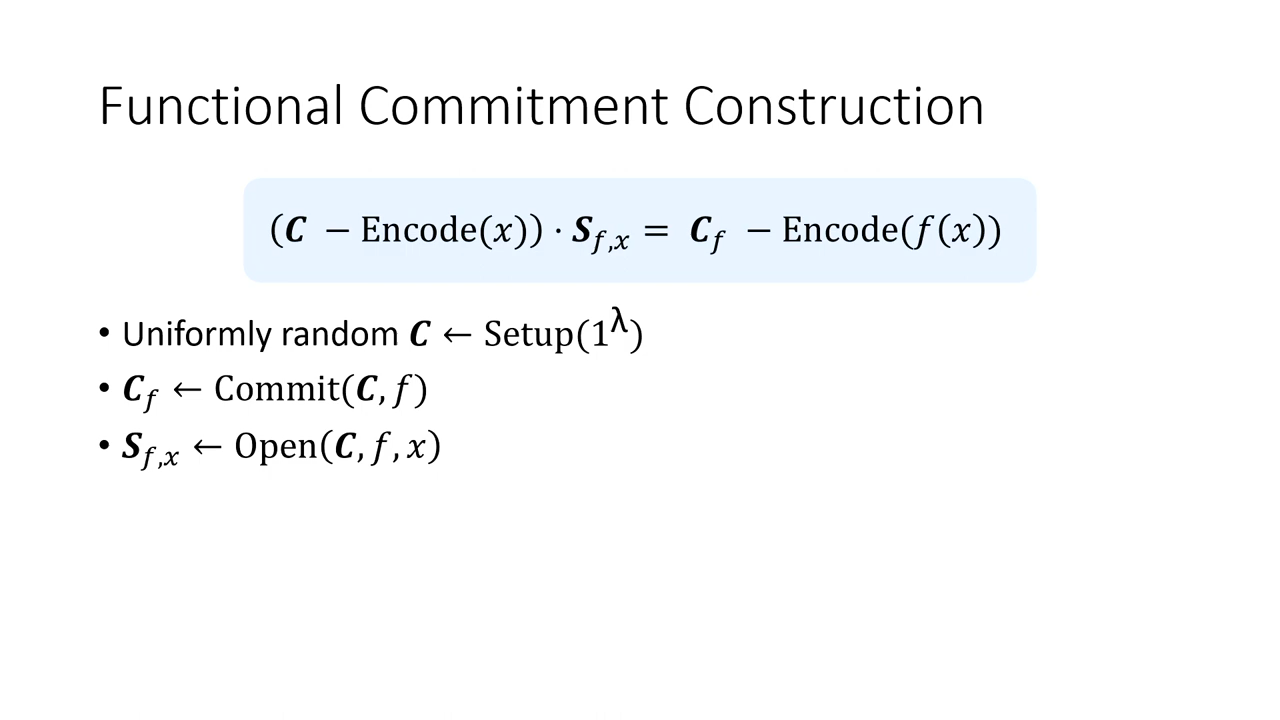 Functional Commitment Construction
(𝑪 − Encode(𝑥)) · 𝑺_{𝑓,𝑥} = 𝑪_𝑓 − Encode(𝑓(𝑥))
• Uniformly random 𝑪 ← Setup(1^λ)
• 𝑪_𝑓 ← Commit(𝑪, 𝑓)
• 𝑺_{𝑓,𝑥} ← Open(𝑪, 𝑓, 𝑥)